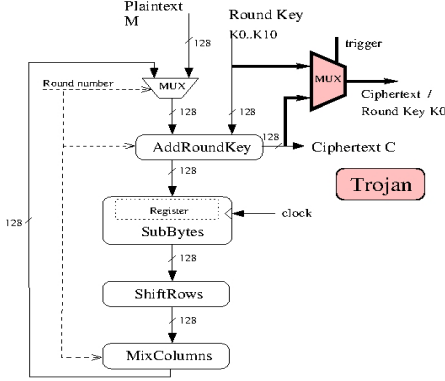 Plaintext
M
Round Key
K0..K10
trigger
128
MUX
Round number
MUX
Ciphertext /
Round Key K0
128
128
128
AddRoundKey
Ciphertext C
128
Trojan
Register
clock
SubBytes
128
128
ShiftRows
128
MixColumns